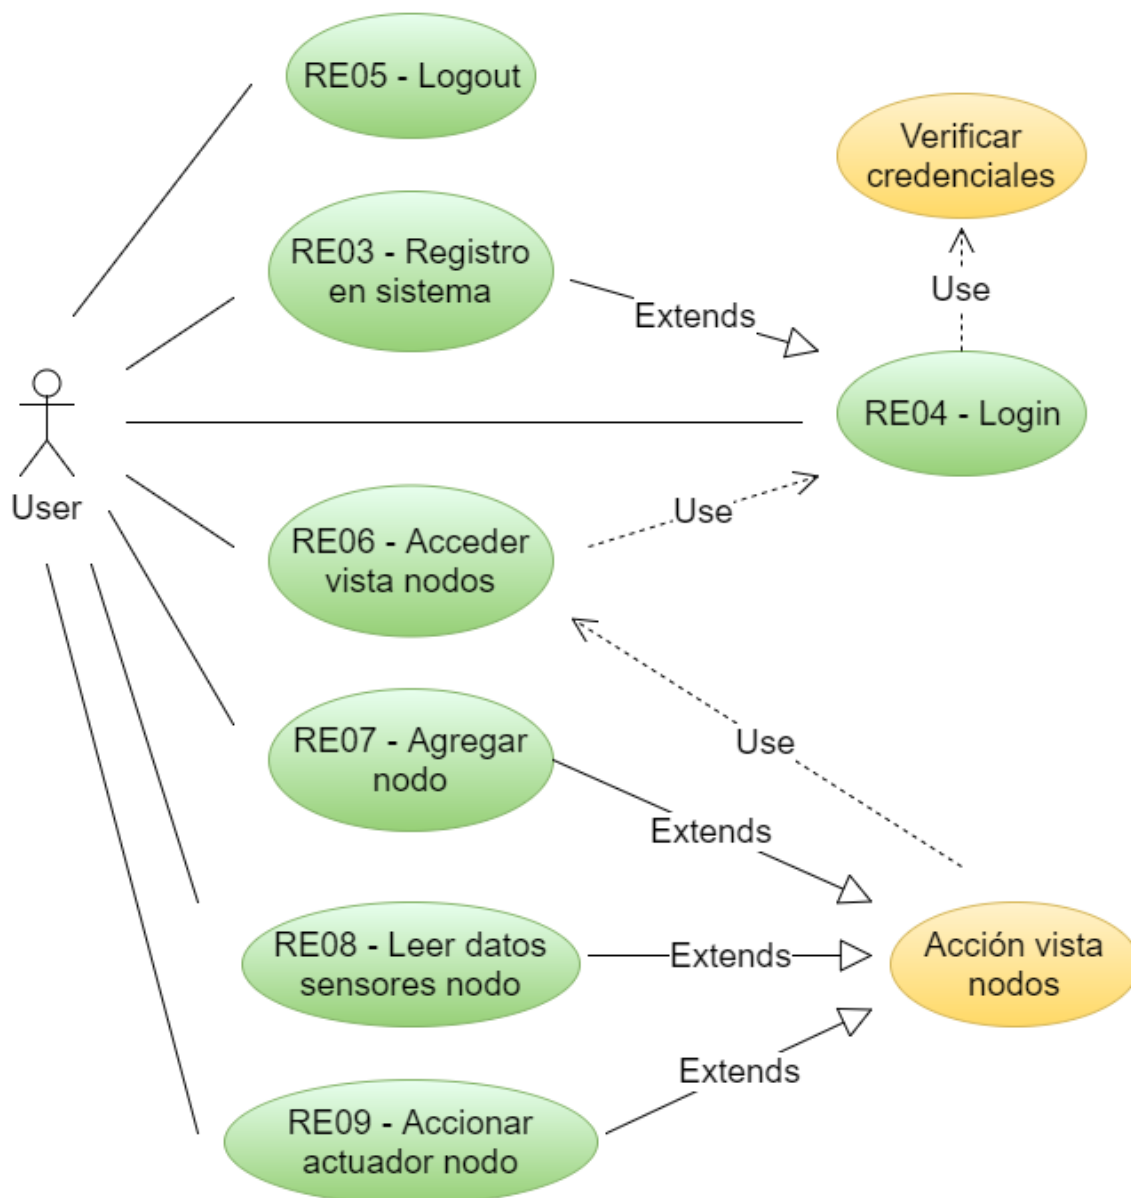 RE05 - Logout
Verificar
credenciales
RE03 - Registro
en sistema
Use
Extends
RE04 - Login
User
Use
RE06 - Acceder
vista nodos
RE07 - Agregar
nodo
Use
Extends
RE08 - Leer datos
sensores nodo
Extends
Acción vista
nodos
Extends
RE09 - Accionar
actuador nodo